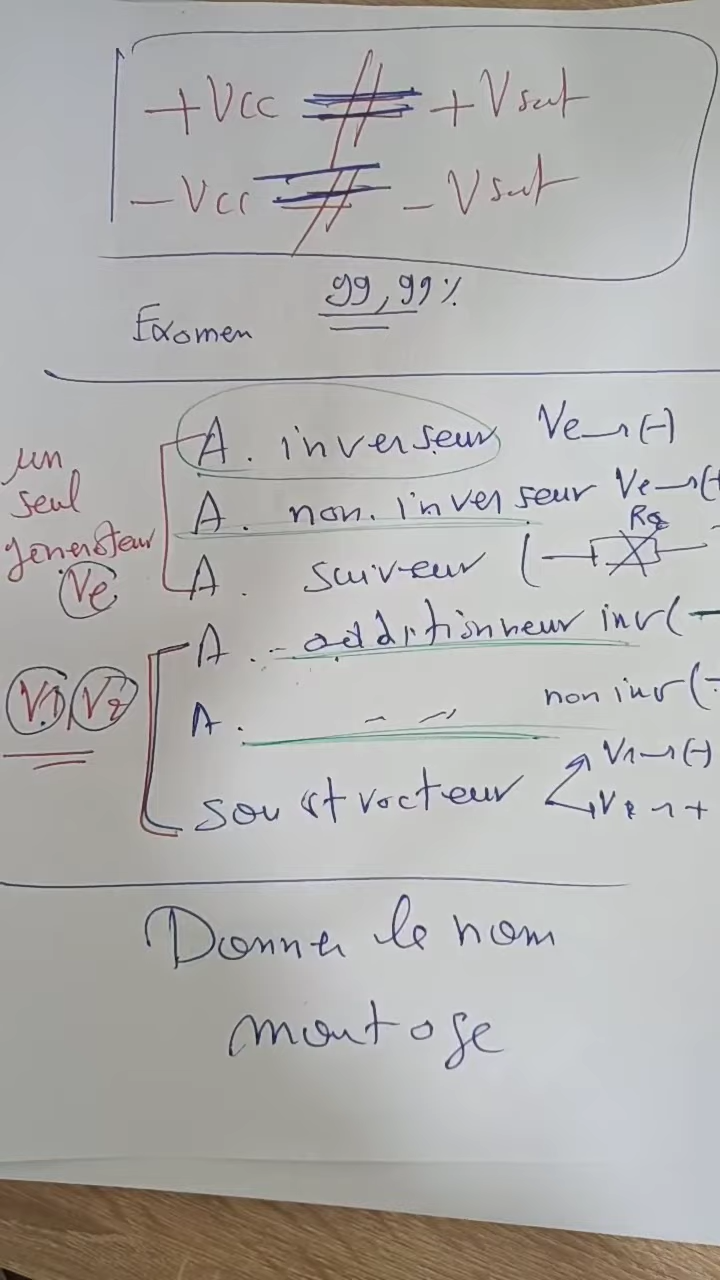 +Vcc ≠ +Vsat
-Vcc ≠ -Vsat
99,99%
Examen
A. inverseur Ve→(-)
un seul generateur Ve
A. non. inverseur Ve→(+
A. suiveur (
A. additionneur inv(-
V1 V2
A. - - non inv(
soustracteur V1→(-)
V2→+
Donner le nom
montage